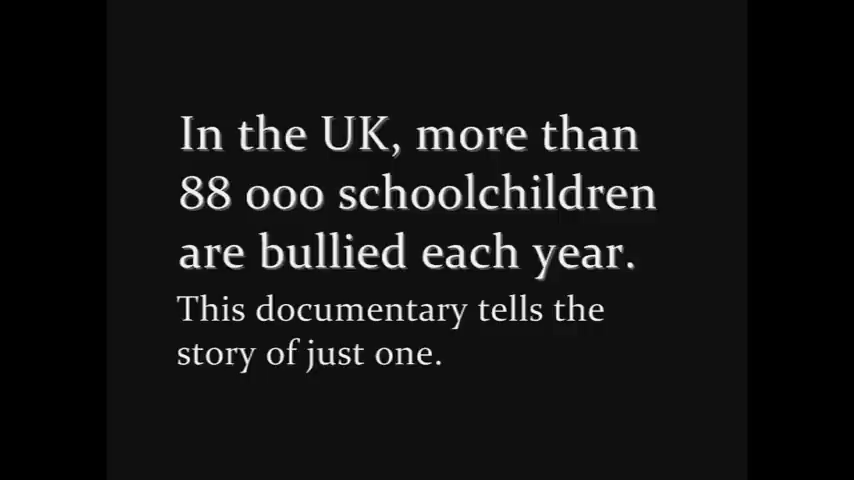 In the UK, more than
88 000 schoolchildren
are bullied each year.
This documentary tells the
story of just one.